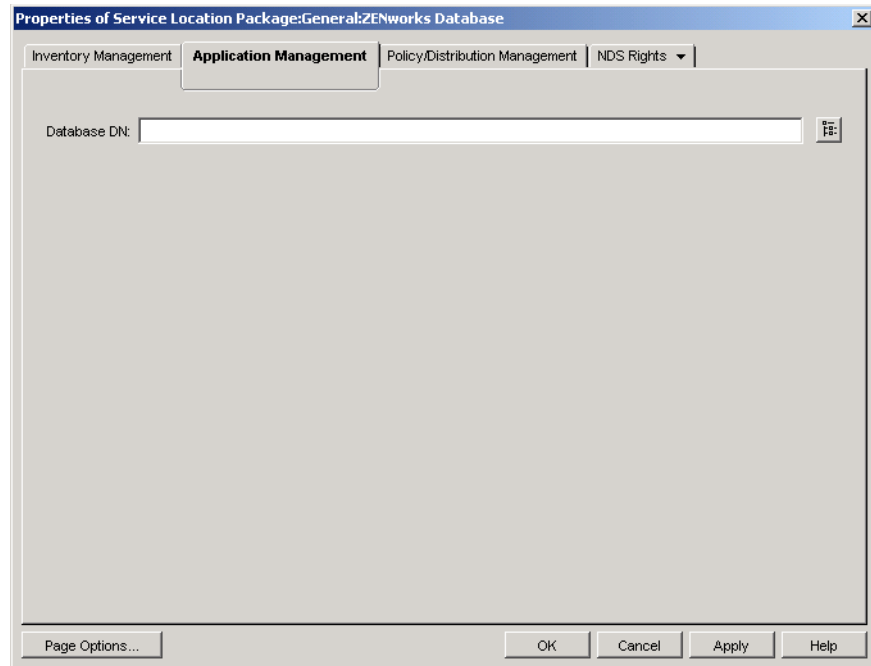 Properties of Service Location Package:General:ZENworks Database
Inventory Management Application Management Policy/Distribution Management NDS Rights
Database DN:
Page Options... OK Cancel Apply Help